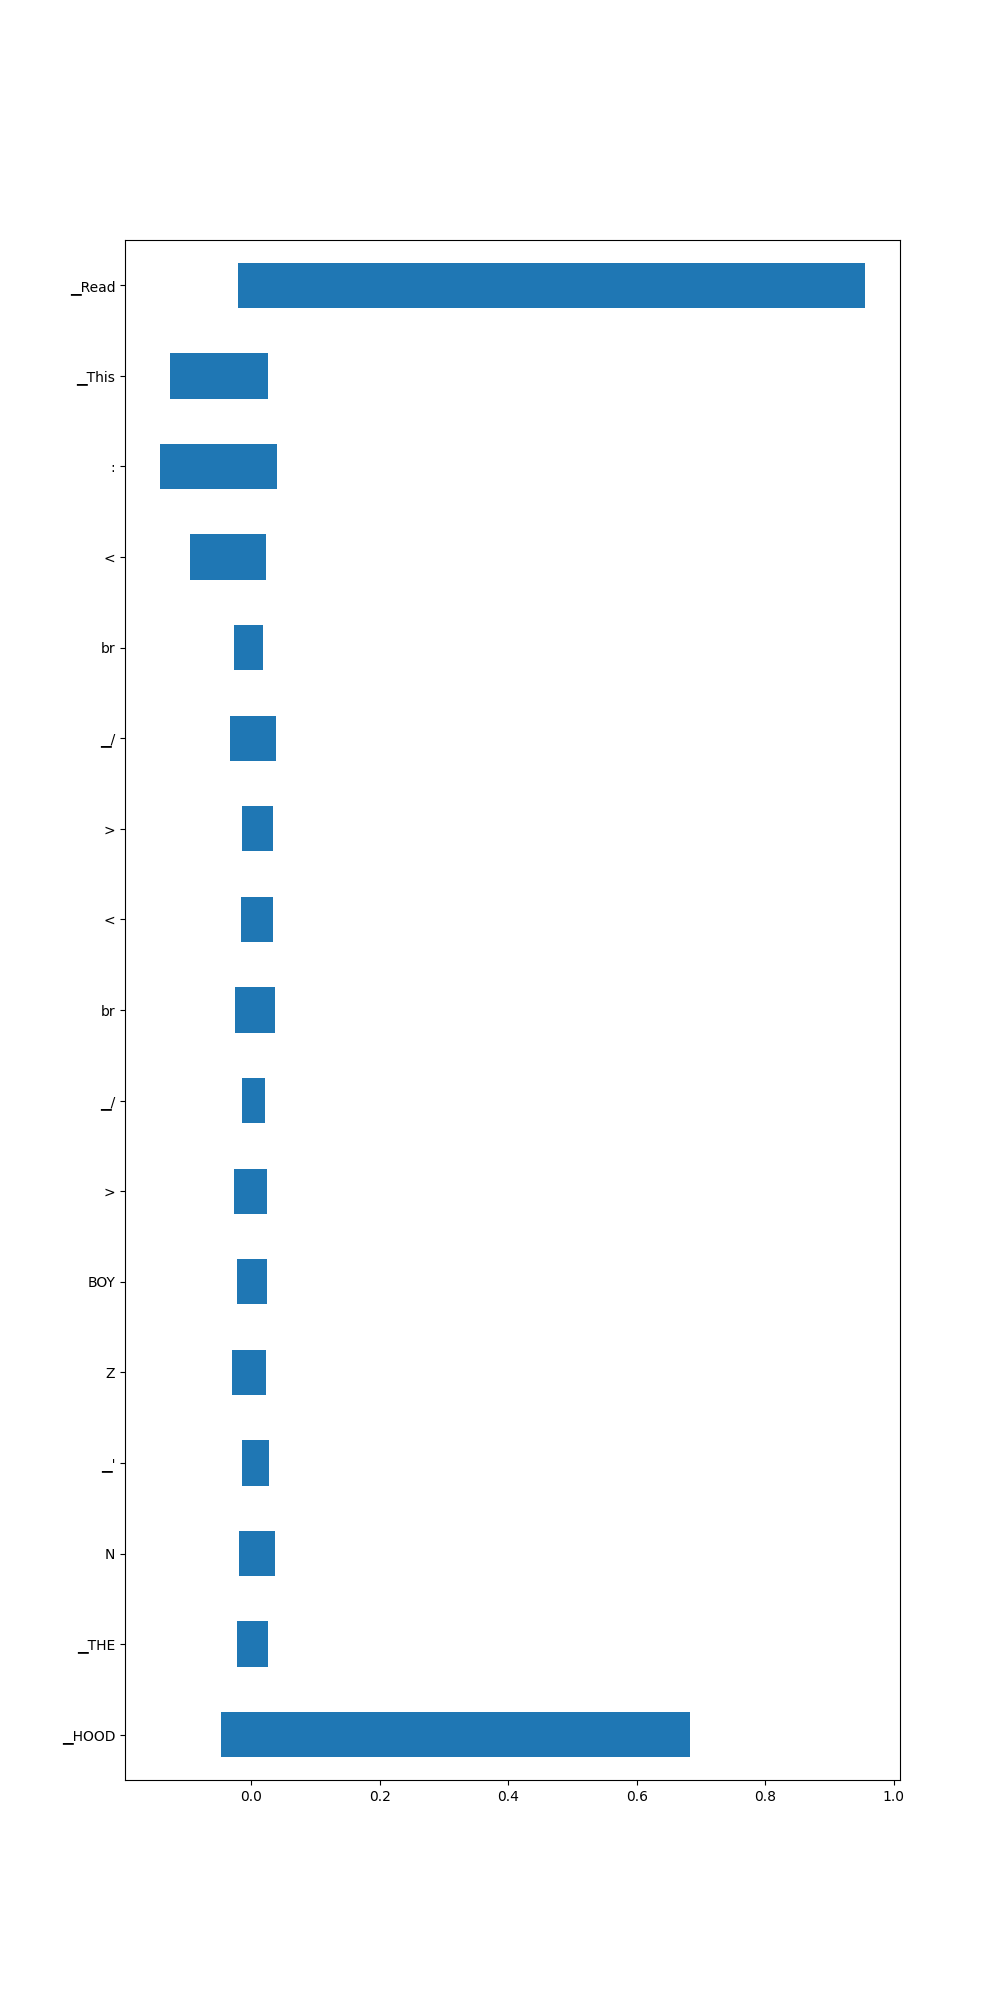 ▁Read
▁This
:
<
br
▁/
>
<
br
▁/
>
BOY
Z
▁'
N
▁THE
▁HOOD
0.0 0.2 0.4 0.6 0.8 1.0